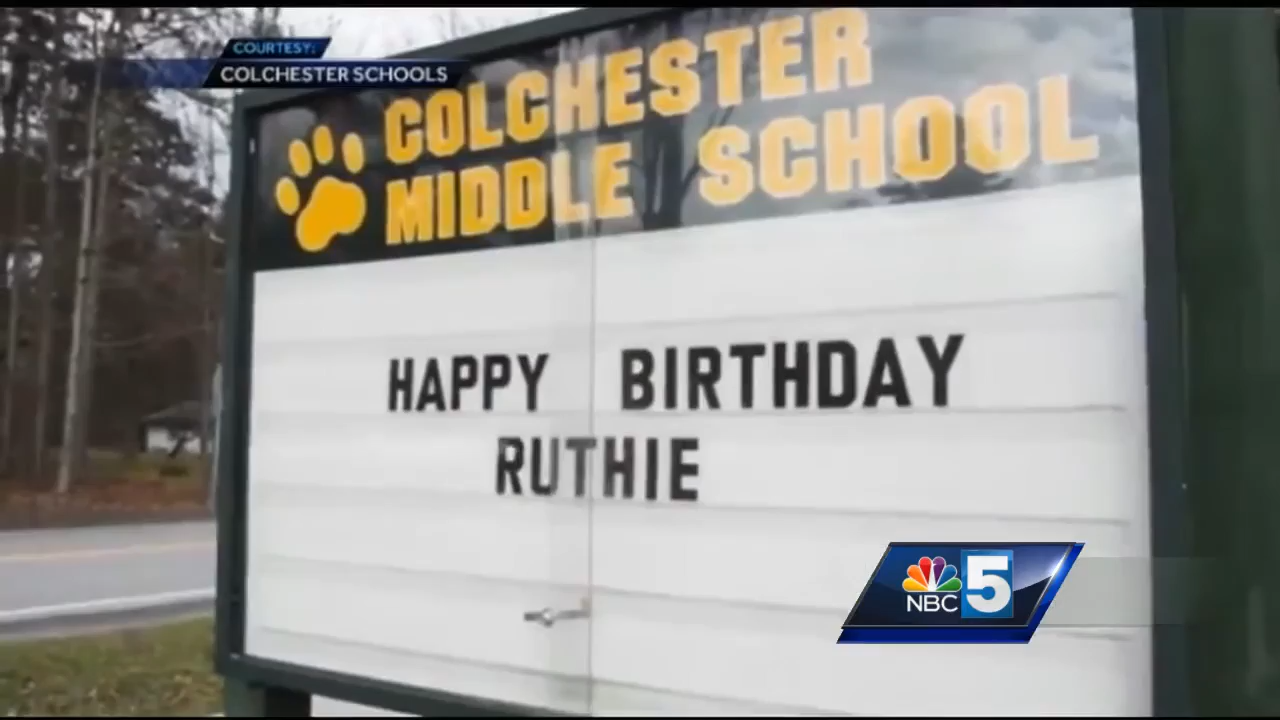 COURTESY:
COLCHESTER SCHOOLS
COLCHESTER
MIDDLE SCHOOL
HAPPY BIRTHDAY
RUTHIE
NBC 5